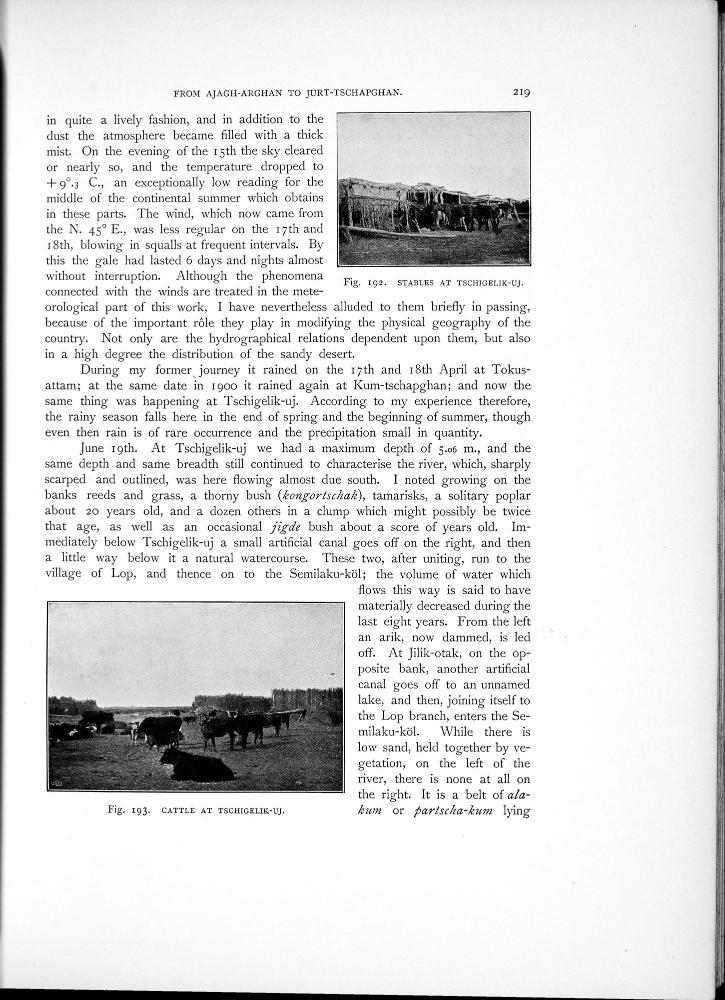 FROM AJAGH-ARGHAN TO JURT-TSCHAPGHAN. 219
in quite a lively fashion, and in addition to the
dust the atmosphere became filled with a thick
mist. On the evening of the 15th the sky cleared
or nearly so, and the temperature dropped to
+ 9°.3 C., an exceptionally low reading for the
middle of the continental summer which obtains
in these parts. The wind, which now came from
the N. 45° E., was less regular on the 17th and
18th, blowing in squalls at frequent intervals. By
this the gale had lasted 6 days and nights almost
without interruption. Although the phenomena
connected with the winds are treated in the mete-
Fig. 192. STABLES AT TSCHIGELIK-UJ.
orological part of this work, I have nevertheless alluded to them briefly in passing,
because of the important rôle they play in modifying the physical geography of the
country. Not only are the hydrographical relations dependent upon them, but also
in a high degree the distribution of the sandy desert.
During my former journey it rained on the 17th and 18th April at Tokus-
attam; at the same date in 1900 it rained again at Kum-tschapghan; and now the
same thing was happening at Tschigelik-uj. According to my experience therefore,
the rainy season falls here in the end of spring and the beginning of summer, though
even then rain is of rare occurrence and the precipitation small in quantity.
June 19th. At Tschigelik-uj we had a maximum depth of 5.06 m., and the
same depth and same breadth still continued to characterise the river, which, sharply
scarped and outlined, was here flowing almost due south. I noted growing on the
banks reeds and grass, a thorny bush (kongortschak), tamarisks, a solitary poplar
about 20 years old, and a dozen others in a clump which might possibly be twice
that age, as well as an occasional jigde bush about a score of years old. Im-
mediately below Tschigelik-uj a small artificial canal goes off on the right, and then
a little way below it a natural watercourse. These two, after uniting, run to the
village of Lop, and thence on to the Semilaku-köl; the volume of water which
flows this way is said to have
materially decreased during the
last eight years. From the left
an arik, now dammed, is led
off. At Jilik-otak, on the op-
posite bank, another artificial
canal goes off to an unnamed
lake, and then, joining itself to
the Lop branch, enters the Se-
milaku-köl. While there is
low sand, held together by ve-
getation, on the left of the
river, there is none at all on
the right. It is a belt of ala-
kum or partscha-kum lying
Fig. 193. CATTLE AT TSCHIGELIK-UJ.